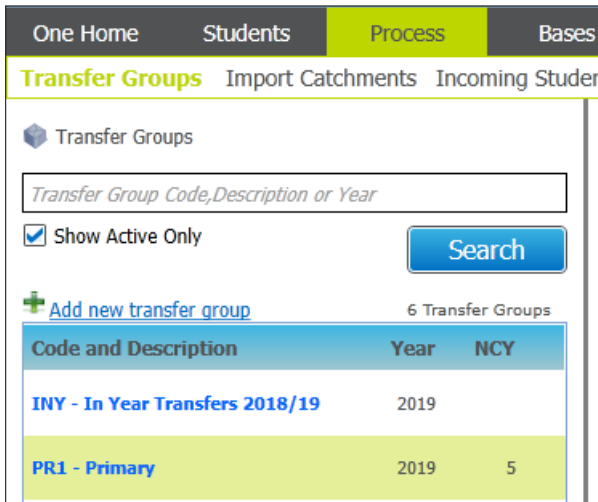 One Home Students Process Bases
Transfer Groups Import Catchments Incoming
Transfer Groups
Transfer Group Code,Description or Year
Show Active Only
Search
Add new transfer group 6 Transfer Groups
Code and Description Year NCY
INY - In Year Transfers 2018/19 2019
PR1 - Primary 2019 5